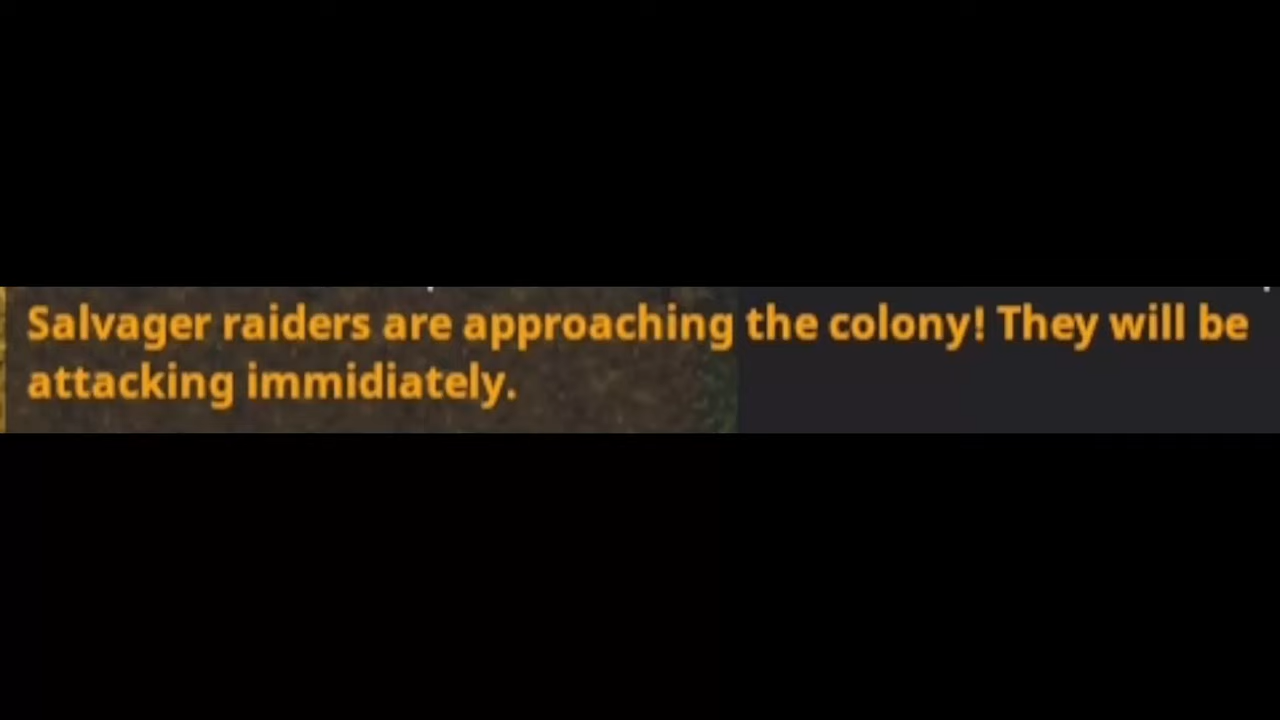 Salvager raiders are approaching the colony! They will be
attacking immidiately.